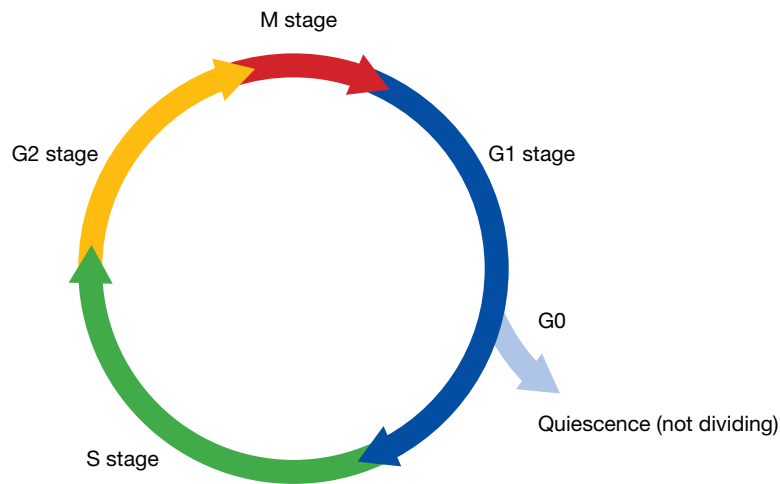 M stage
G2 stage
G1 stage
G0
Quiescence (not dividing)
S stage